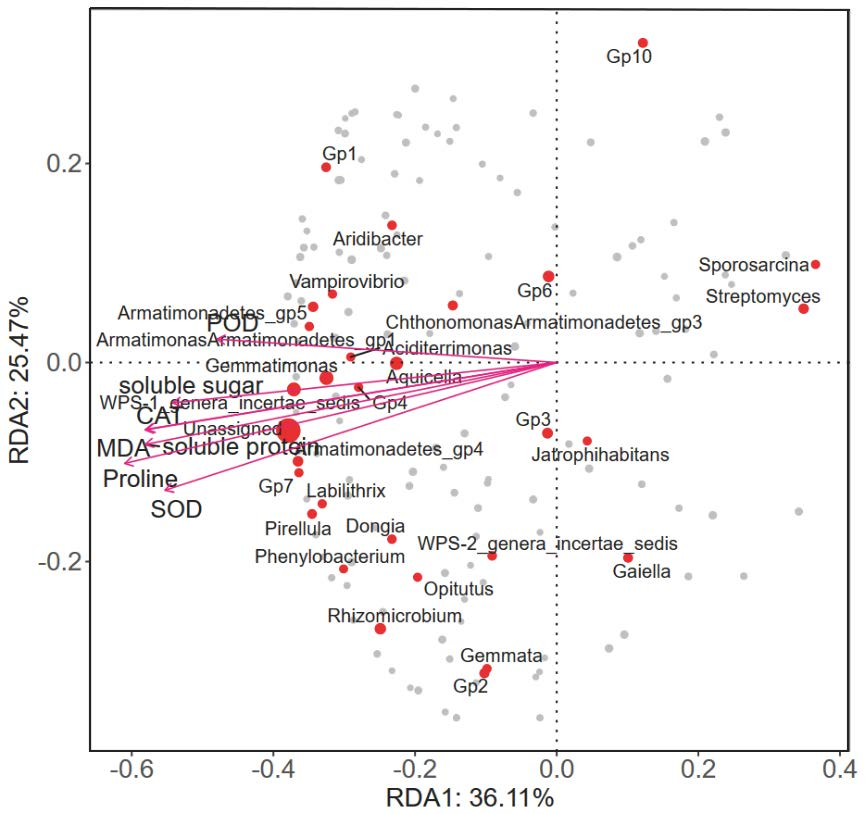 Gp10
Gp1
0.2
Aridibacter
Sporosarcina
Vampirovibrio
Gp6
Streptomyces
Armatimonadetes_gp5
POD
Chthonomonas
Armatimonadetes_gp3
Armatimonas
Armatimonadetes_gp1
Aciditerrimonas
0.0
Gemmatimonas
Aquicella
soluble sugar
WPS-1_genera_incertae_sedis
Gp4
CAT
Unassigned
Gp3
MDA
soluble protein
Armatimonadetes_gp4
Jatrophihabitans
Proline
Gp7
Labilithrix
SOD
Pirellula
Dongia
WPS-2_genera_incertae_sedis
-0.2
Phenylobacterium
Gaiella
Opitutus
Rhizomicrobium
Gemmata
Gp2
RDA2: 25.47%
-0.6
-0.4
-0.2
0.0
0.2
0.4
RDA1: 36.11%